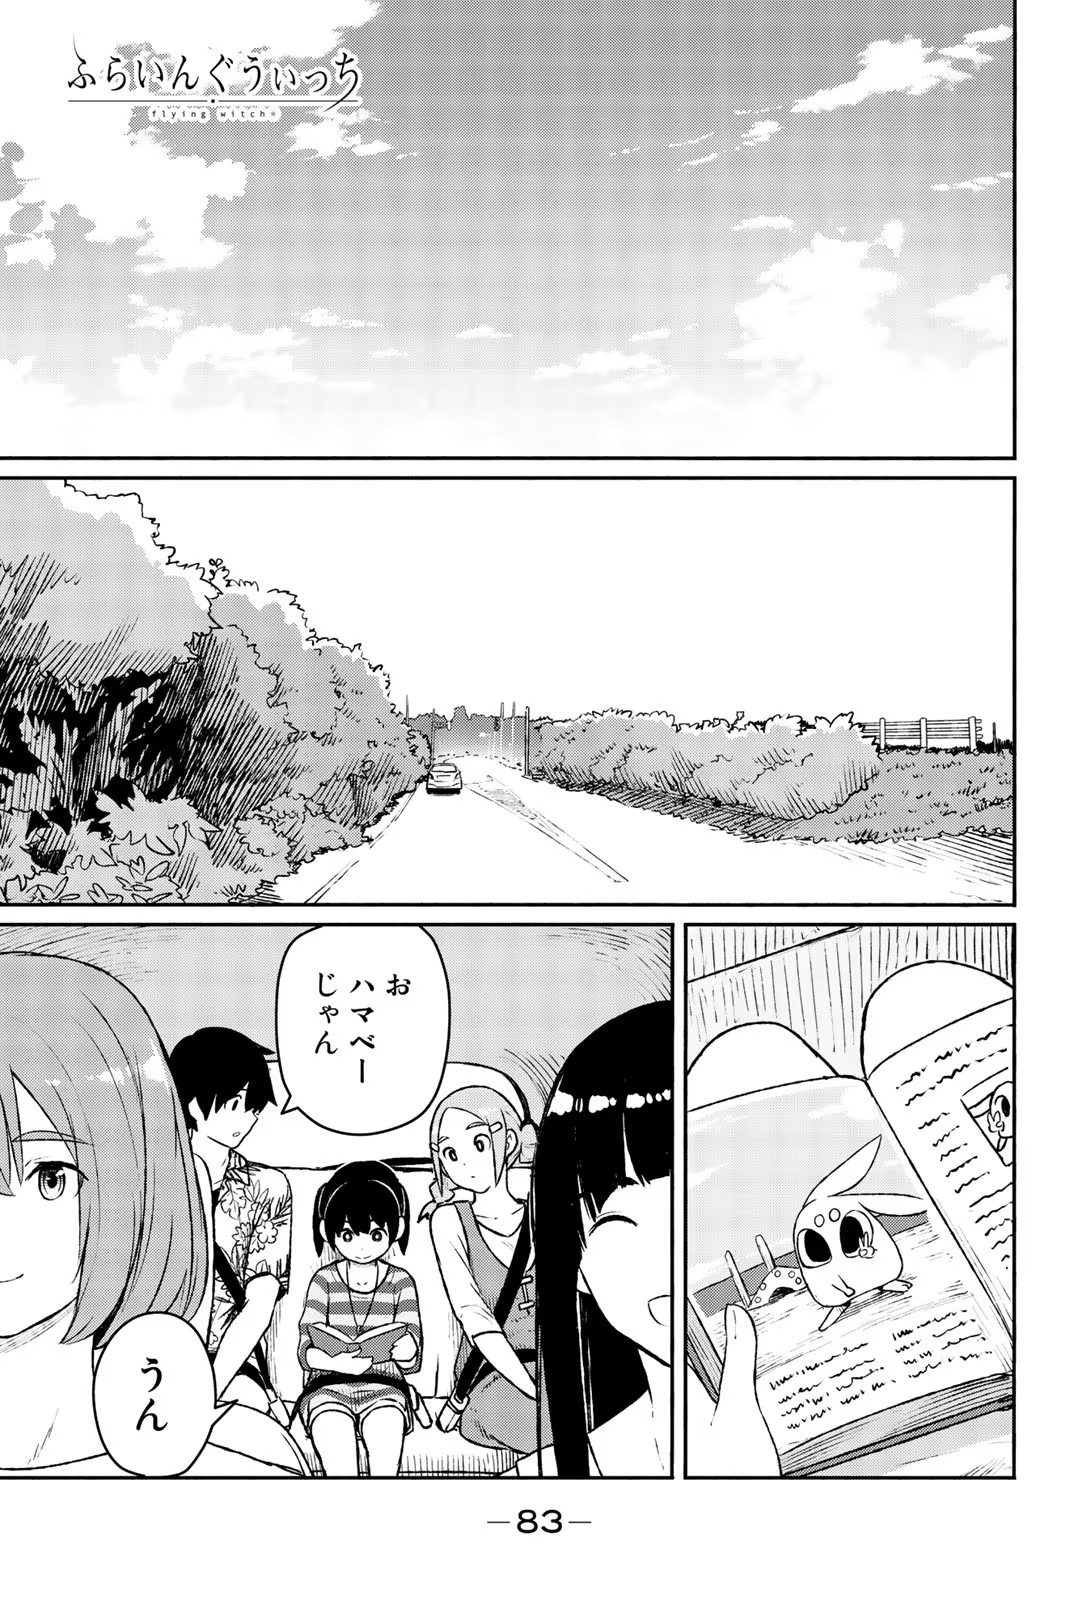 ふらいんぐうぃっち
flying witch
お
ハマベー
じゃん
うん
—83—